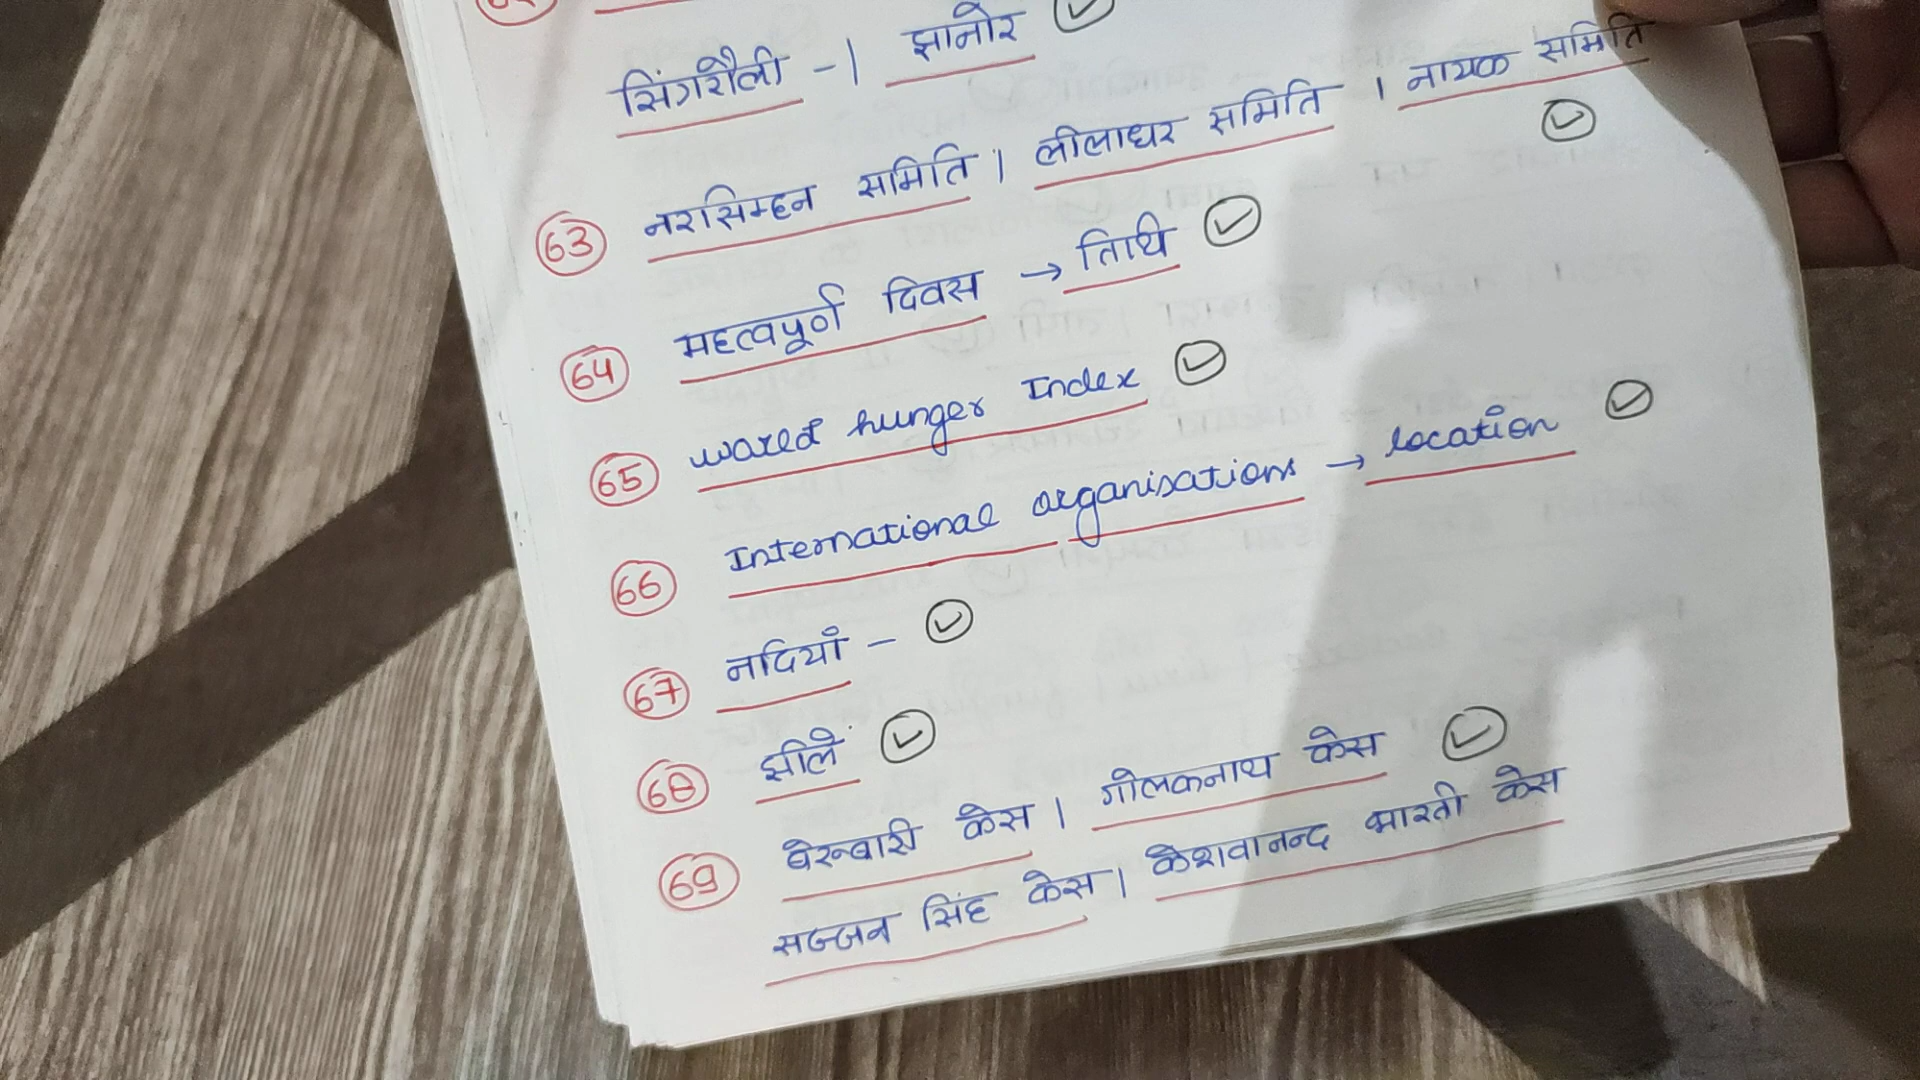 सिंगरौली - | झानोर
63 नरसिम्हन समिति | लीलाधर समिति | नायक समिति
64 महत्वपूर्ण दिवस → तिथि
65 world hunger Index
66 International organisations → location
67 नदियाँ -
68 झीलें
69 बेरूबारी केस | गोलकनाथ केस
सज्जन सिंह केस | केशवानन्द भारती केस